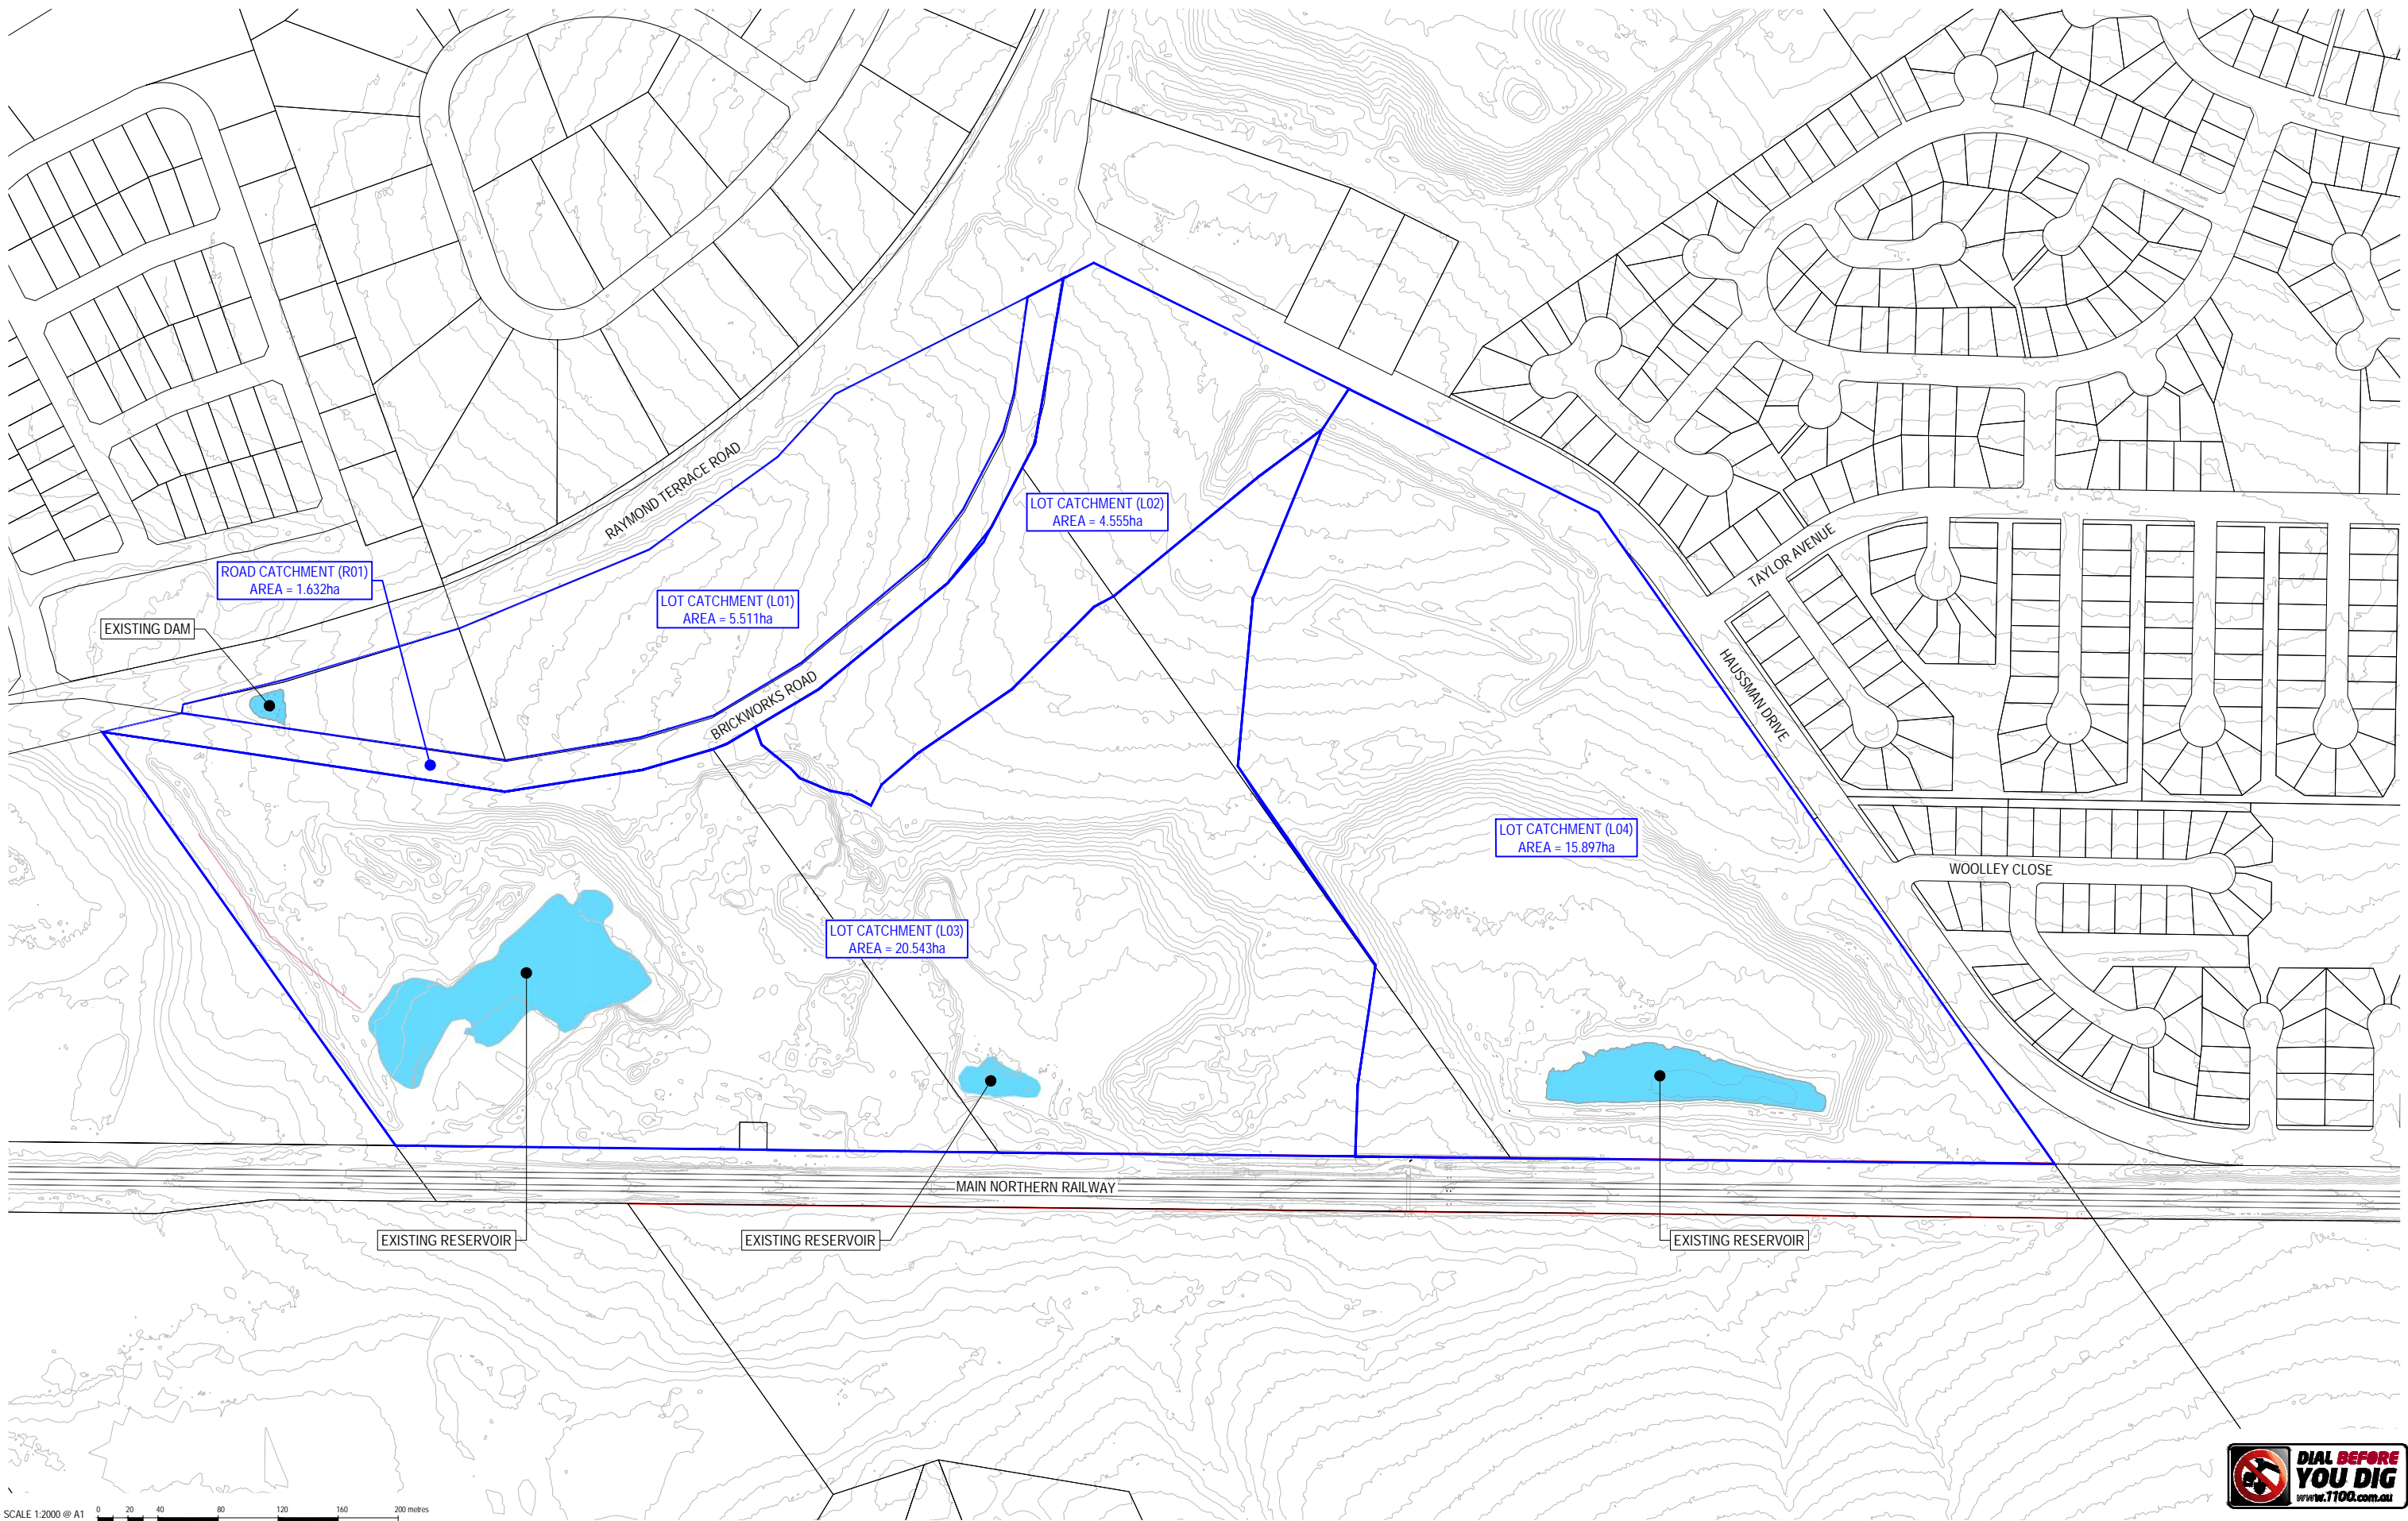 RAYMOND TERRACE ROAD
LOT CATCHMENT (L02)
AREA = 4.555ha
TAYLOR AVENUE
ROAD CATCHMENT (R01)
AREA = 1.632ha
LOT CATCHMENT (L01)
AREA = 5.511ha
EXISTING DAM
BRICKWORKS ROAD
HAUSSMAN DRIVE
LOT CATCHMENT (L04)
AREA = 15.897ha
WOOLLEY CLOSE
LOT CATCHMENT (L03)
AREA = 20.543ha
MAIN NORTHERN RAILWAY
EXISTING RESERVOIR
EXISTING RESERVOIR
EXISTING RESERVOIR
DIAL BEFORE
YOU DIG
www.1100.com.au
SCALE 1:2000 @ A1 0 20 40 80 120 160 200 metres